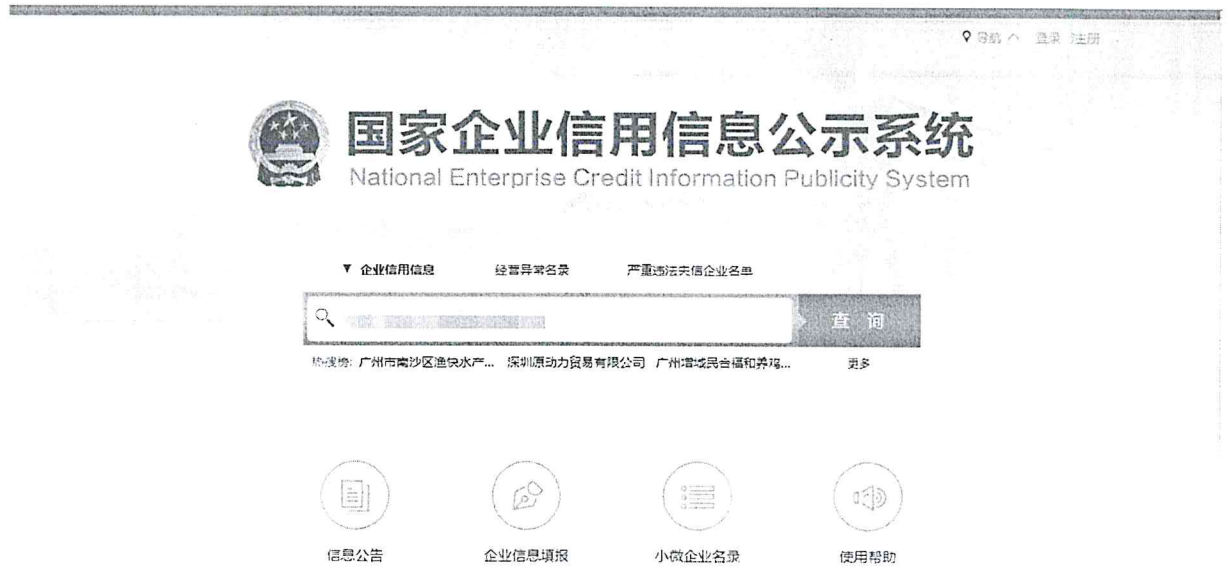 导航 登录 注册
国家企业信用信息公示系统
National Enterprise Credit Information Publicity System
企业信用信息 经营异常名录 严重违法失信企业名单
查询
热搜榜: 广州市南沙区渔快水产... 深圳原动力贸易有限公司 广州增城民合福和养鸡... 更多
信息公告 企业信息填报 小微企业名录 使用帮助